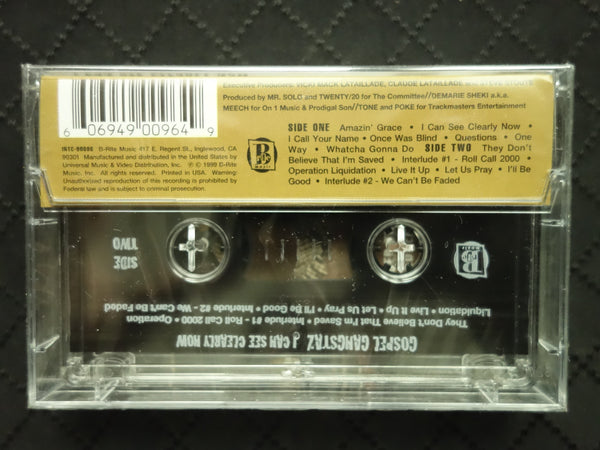 Executive Producers: VICKI MACK LATAILLADE, CLAUDE LATAILLADE and STEVE STOUTE
Produced by MR. SOLO and TWENTY/20 for The Committee//DEMARIE SHEKI a.k.a.
MEECH for On 1 Music & Prodigal Son//TONE and POKE for Trackmasters Entertainment
6 06949 00964 9
INTC-90096
B-Rite Music 417 E. Regent St., Inglewood, CA
90301 Manufactured and distributed in the United States by
Universal Music & Video Distribution, Inc. ℗ © 1999 B-Rite
Music, Inc. All rights reserved. Printed in USA. Warning:
Unauthorized reproduction of this recording is prohibited by
Federal law and is subject to criminal prosecution.
SIDE ONE Amazin' Grace • I Can See Clearly Now •
I Call Your Name • Once Was Blind • Questions • One
Way • Whatcha Gonna Do SIDE TWO They Don't
Believe That I'm Saved • Interlude #1 - Roll Call 2000 •
Operation Liquidation • Live It Up • Let Us Pray • I'll Be
Good • Interlude #2 - We Can't Be Faded
GOSPEL GANGSTAZ I CAN SEE CLEARLY NOW
They Don't Believe That I'm Saved • Interlude #1 - Roll Call 2000 • Operation
Liquidation • Live It Up • Let Us Pray • I'll Be Good • Interlude #2 - We Can't Be Faded
SIDE
TWO